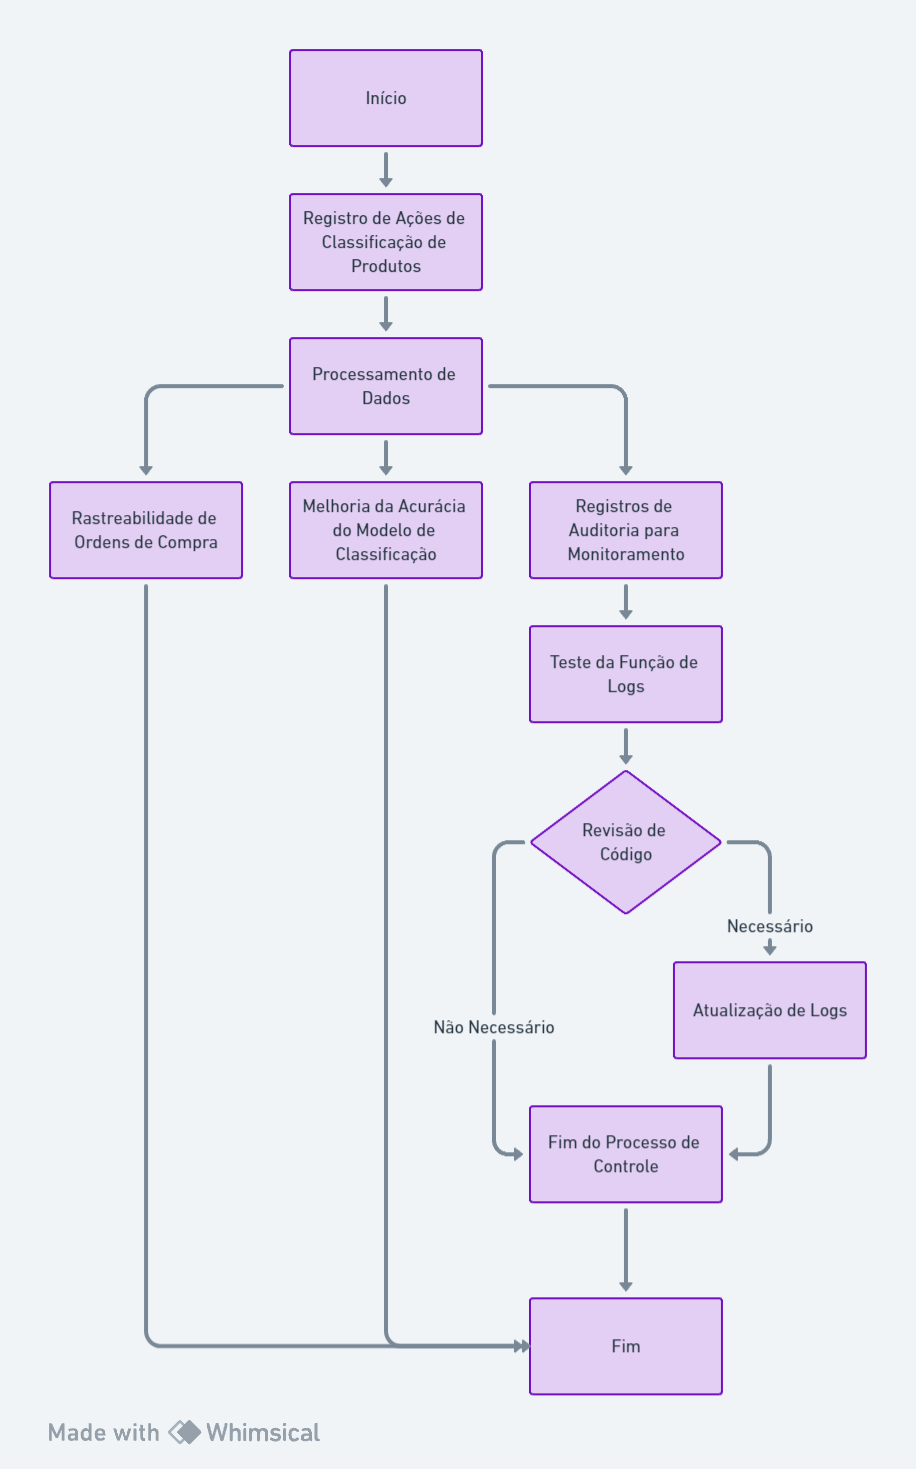 Início
Registro de Ações de
Classificação de
Produtos
Processamento de
Dados
Rastreabilidade de
Ordens de Compra
Melhoria da Acurácia
do Modelo de
Classificação
Registros de
Auditoria para
Monitoramento
Teste da Função de
Logs
Revisão de
Código
Necessário
Atualização de Logs
Não Necessário
Fim do Processo de
Controle
Fim
Made with Whimsical